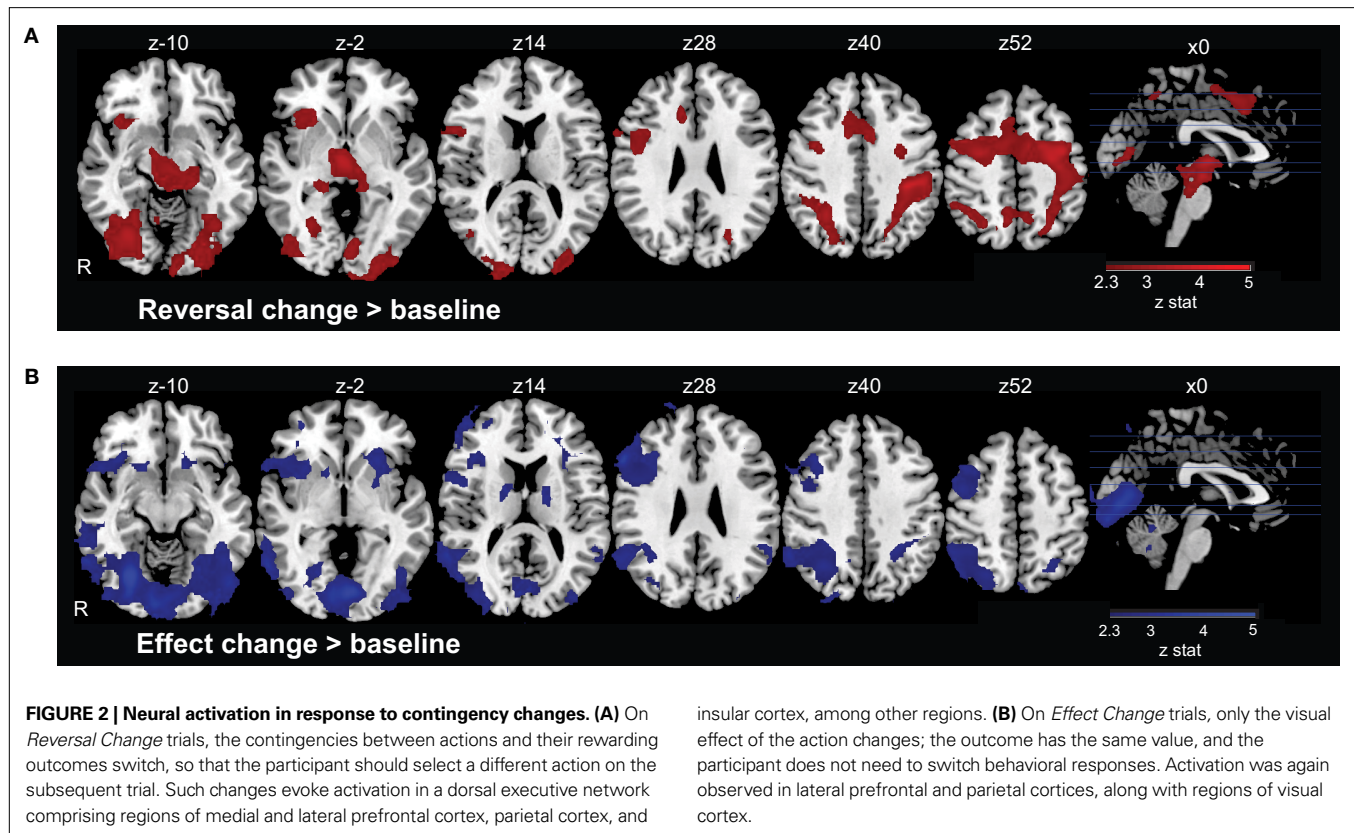 A
z-10 z-2 z14 z28 z40 z52 x0
R
2.3 3 4 5
z stat
Reversal change > baseline
B
z-10 z-2 z14 z28 z40 z52 x0
R
2.3 3 4 5
z stat
Effect change > baseline
FIGURE 2 | Neural activation in response to contingency changes. (A) On
Reversal Change trials, the contingencies between actions and their rewarding
outcomes switch, so that the participant should select a different action on the
subsequent trial. Such changes evoke activation in a dorsal executive network
comprising regions of medial and lateral prefrontal cortex, parietal cortex, and
insular cortex, among other regions. (B) On Effect Change trials, only the visual
effect of the action changes; the outcome has the same value, and the
participant does not need to switch behavioral responses. Activation was again
observed in lateral prefrontal and parietal cortices, along with regions of visual
cortex.